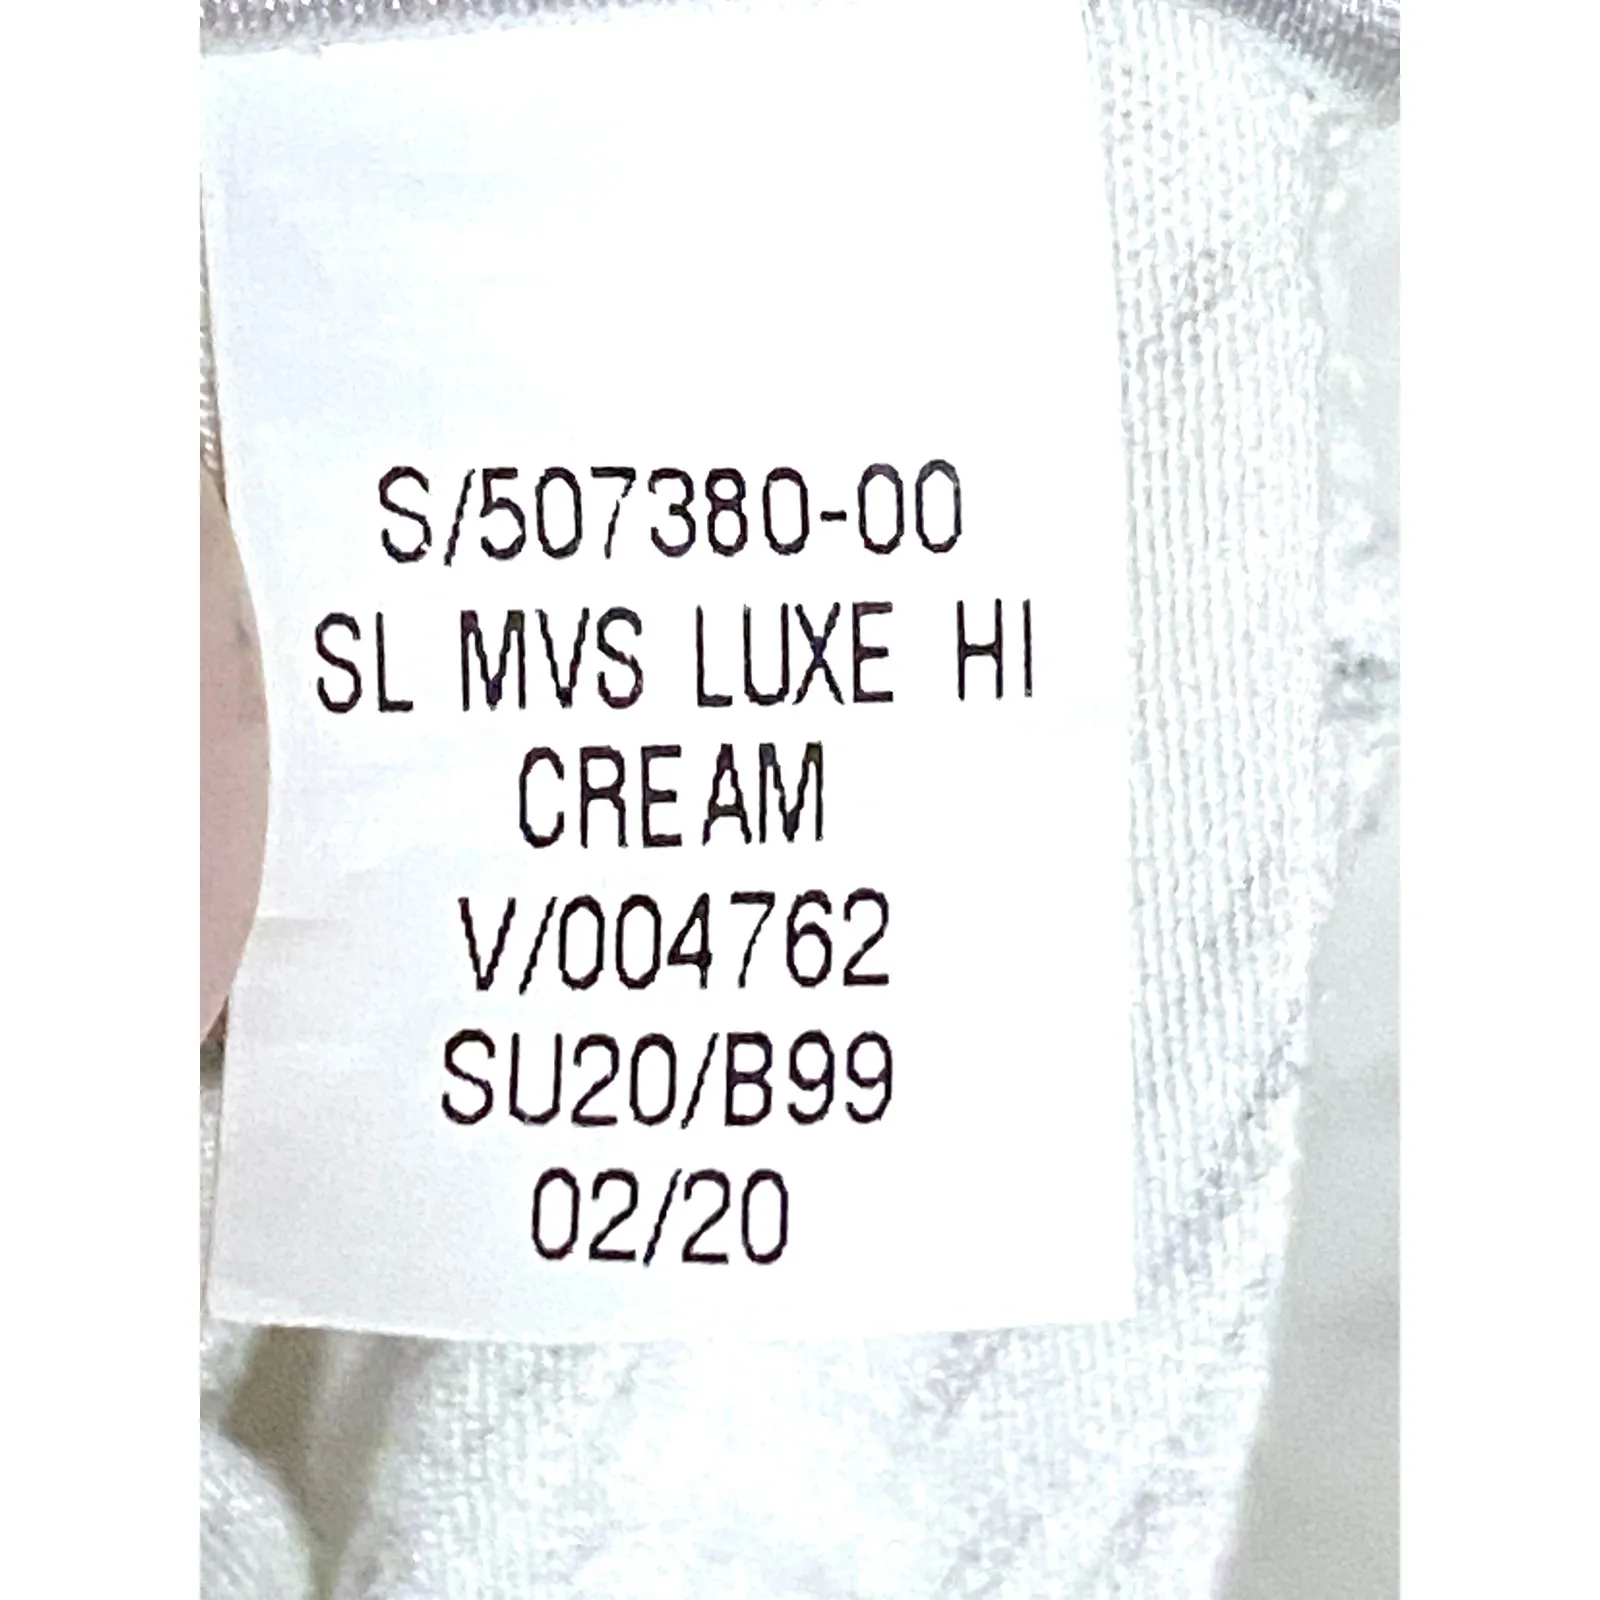 S/507380-00
SL MVS LUXE HI
CREAM
V/004762
SU20/B99
02/20